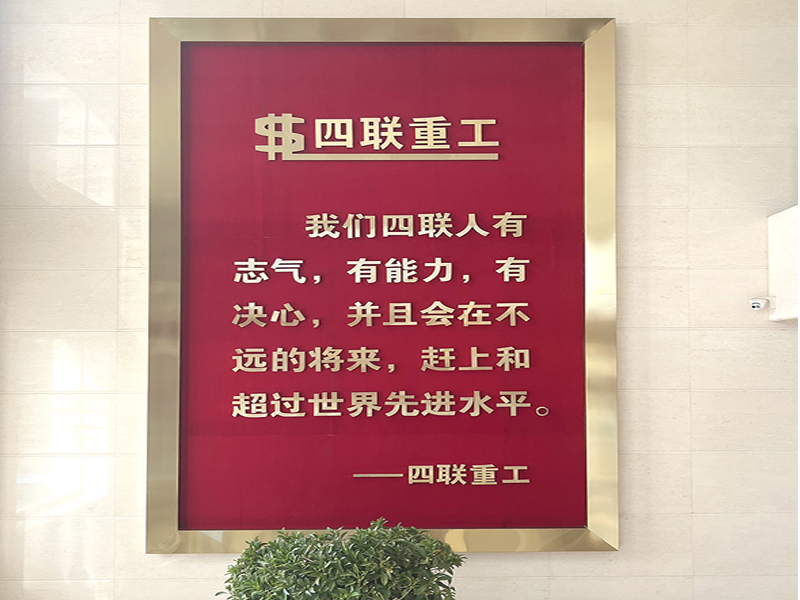 四联重工
我们四联人有
志气，有能力，有
决心，并且会在不
远的将来，赶上和
超过世界先进水平。
——四联重工